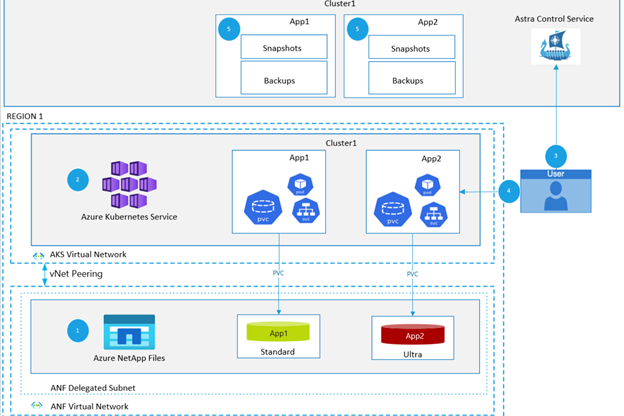 Cluster1
App1
App2
Astra Control Service
5
5
Snapshots
Snapshots
Backups
Backups
REGION 1
Cluster1
App1
App2
3
User
2
4
pod
pod
pvc
svc
pvc
svc
Azure Kubernetes Service
AKS Virtual Network
vNet Peering
PVC
PVC
1
App1
App2
Azure NetApp Files
Standard
Ultra
ANF Delegated Subnet
ANF Virtual Network